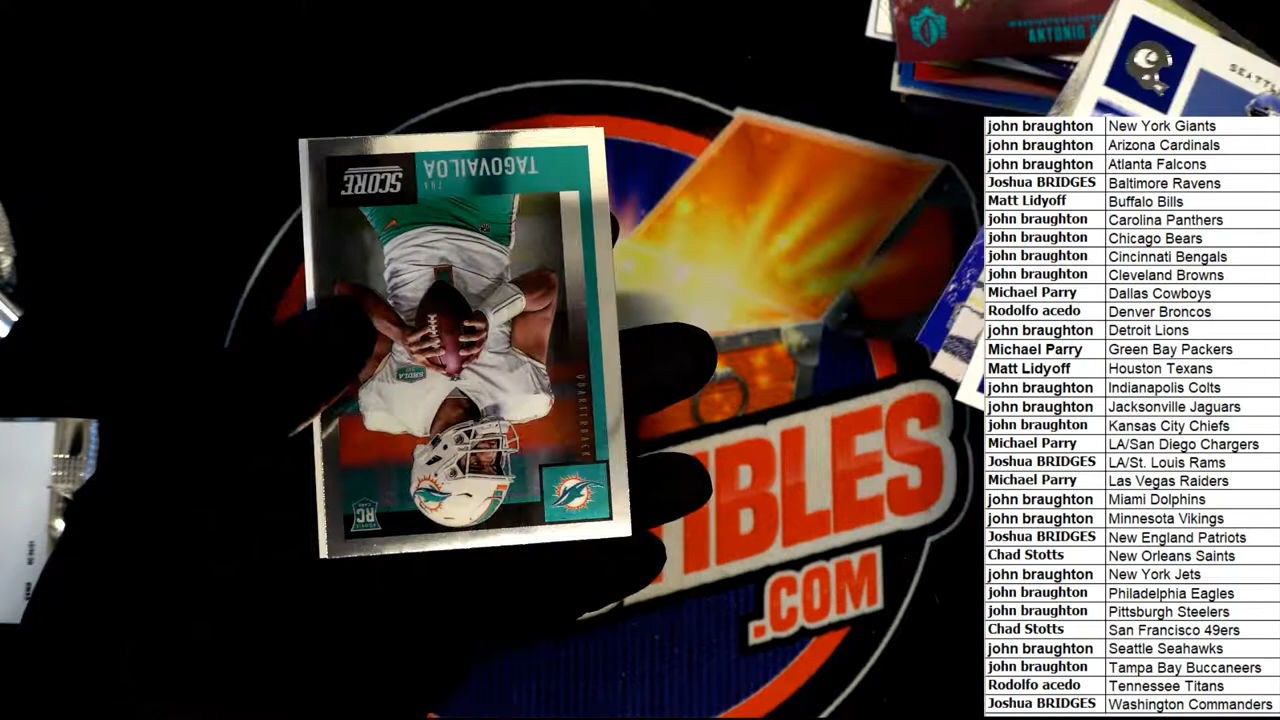 ANTONIO
SEATTL
SCORE
TUA
TAGOVAILOA
QUARTERBACK
RC
IBLES
.COM
john braughton New York Giants
john braughton Arizona Cardinals
john braughton Atlanta Falcons
Joshua BRIDGES Baltimore Ravens
Matt Lidyoff Buffalo Bills
john braughton Carolina Panthers
john braughton Chicago Bears
john braughton Cincinnati Bengals
john braughton Cleveland Browns
Michael Parry Dallas Cowboys
Rodolfo acedo Denver Broncos
john braughton Detroit Lions
Michael Parry Green Bay Packers
Matt Lidyoff Houston Texans
john braughton Indianapolis Colts
john braughton Jacksonville Jaguars
john braughton Kansas City Chiefs
Michael Parry LA/San Diego Chargers
Joshua BRIDGES LA/St. Louis Rams
Michael Parry Las Vegas Raiders
john braughton Miami Dolphins
john braughton Minnesota Vikings
Joshua BRIDGES New England Patriots
Chad Stotts New Orleans Saints
john braughton New York Jets
john braughton Philadelphia Eagles
john braughton Pittsburgh Steelers
Chad Stotts San Francisco 49ers
john braughton Seattle Seahawks
john braughton Tampa Bay Buccaneers
Rodolfo acedo Tennessee Titans
Joshua BRIDGES Washington Commanders